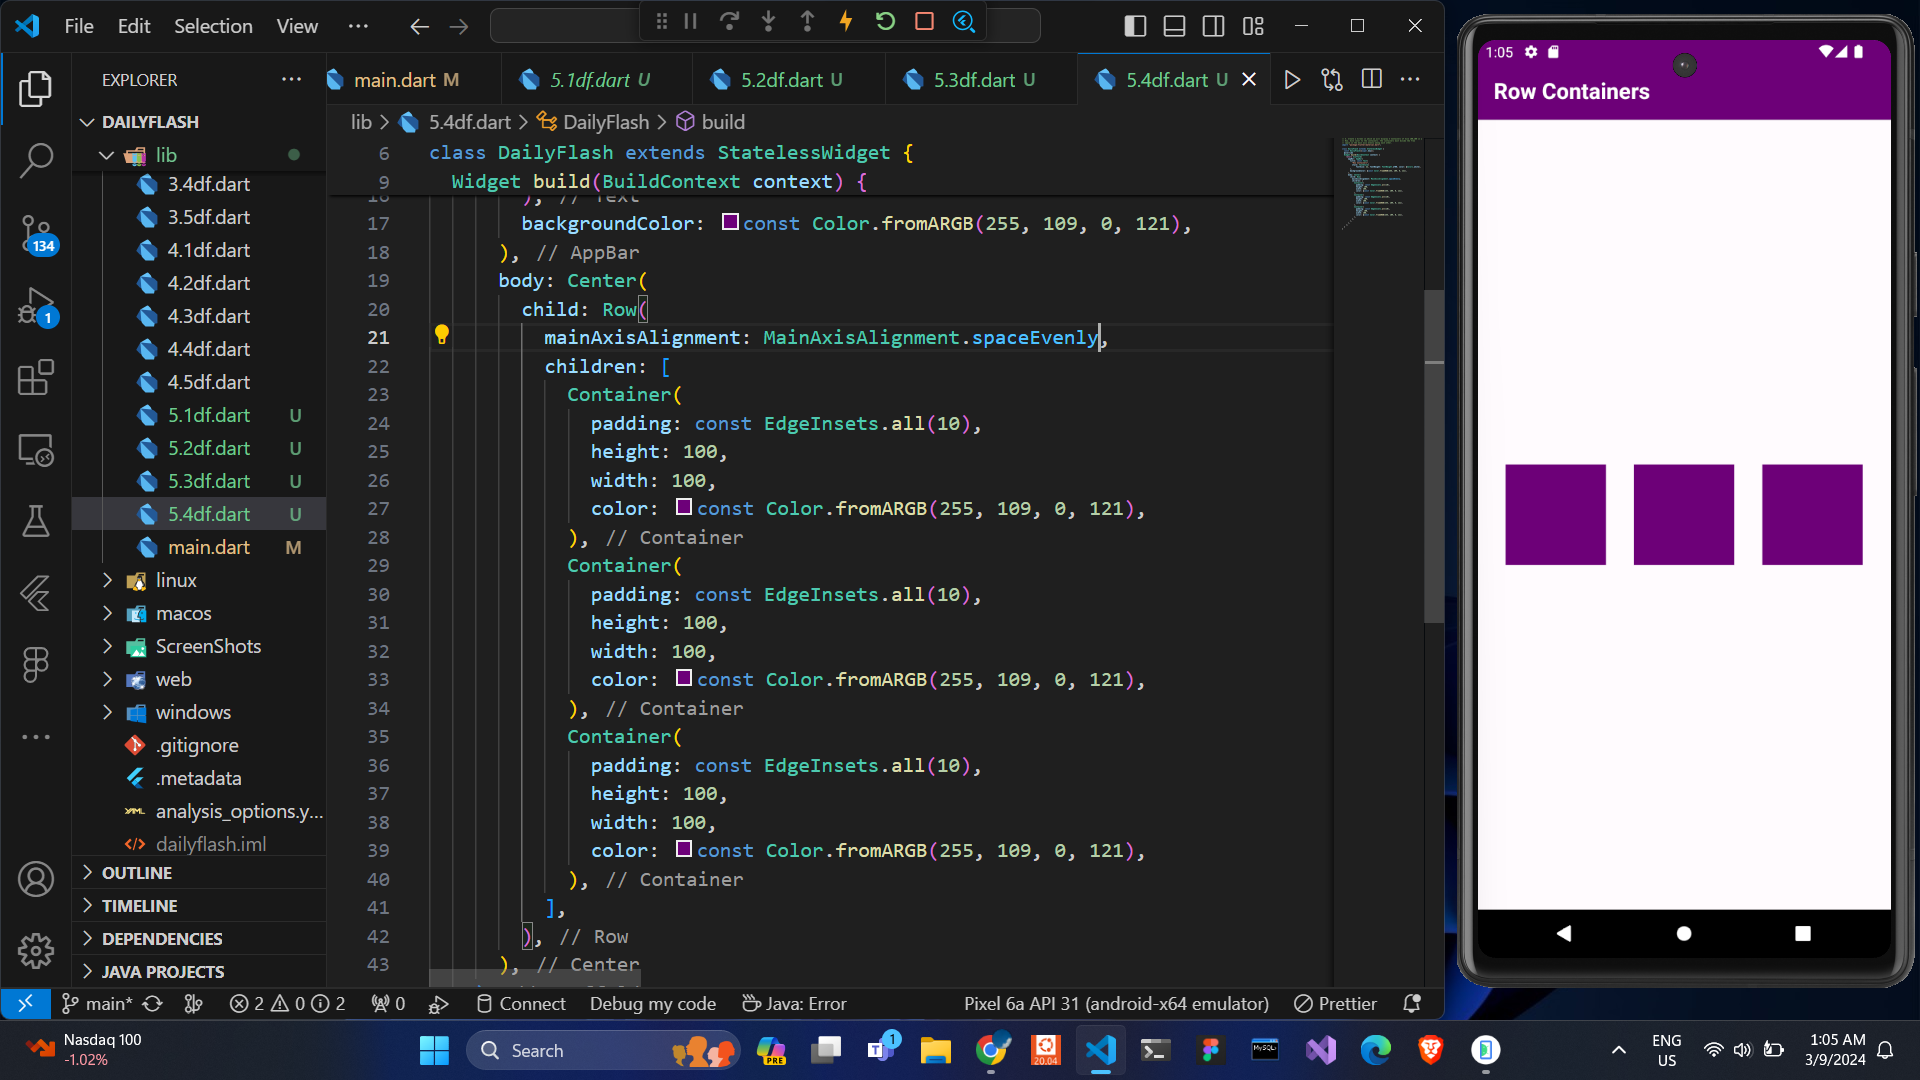 File Edit Selection View ···
EXPLORER ···
DAILYFLASH
lib
3.4df.dart
3.5df.dart
4.1df.dart
4.2df.dart
4.3df.dart
4.4df.dart
4.5df.dart
5.1df.dart U
5.2df.dart U
5.3df.dart U
5.4df.dart U
main.dart M
linux
macos
ScreenShots
web
windows
.gitignore
.metadata
analysis_options.y...
dailyflash.iml
OUTLINE
TIMELINE
DEPENDENCIES
JAVA PROJECTS
134
1
main.dart M 5.1df.dart U 5.2df.dart U 5.3df.dart U 5.4df.dart U
lib > 5.4df.dart > DailyFlash > build
6 class DailyFlash extends StatelessWidget {
9 Widget build(BuildContext context) {
16 ), // Text
17 backgroundColor: const Color.fromARGB(255, 109, 0, 121),
18 ), // AppBar
19 body: Center(
20 child: Row(
21 mainAxisAlignment: MainAxisAlignment.spaceEvenly,
22 children: [
23 Container(
24 padding: const EdgeInsets.all(10),
25 height: 100,
26 width: 100,
27 color: const Color.fromARGB(255, 109, 0, 121),
28 ), // Container
29 Container(
30 padding: const EdgeInsets.all(10),
31 height: 100,
32 width: 100,
33 color: const Color.fromARGB(255, 109, 0, 121),
34 ), // Container
35 Container(
36 padding: const EdgeInsets.all(10),
37 height: 100,
38 width: 100,
39 color: const Color.fromARGB(255, 109, 0, 121),
40 ), // Container
41 ],
42 ), // Row
43 ), // Center
main* 2 0 2 0 Connect Debug my code Java: Error Pixel 6a API 31 (android-x64 emulator) Prettier
1:05
Row Containers
Nasdaq 100
-1.02%
Search
PRE
1
20.04
MySQL
ENG
US
1:05 AM
3/9/2024